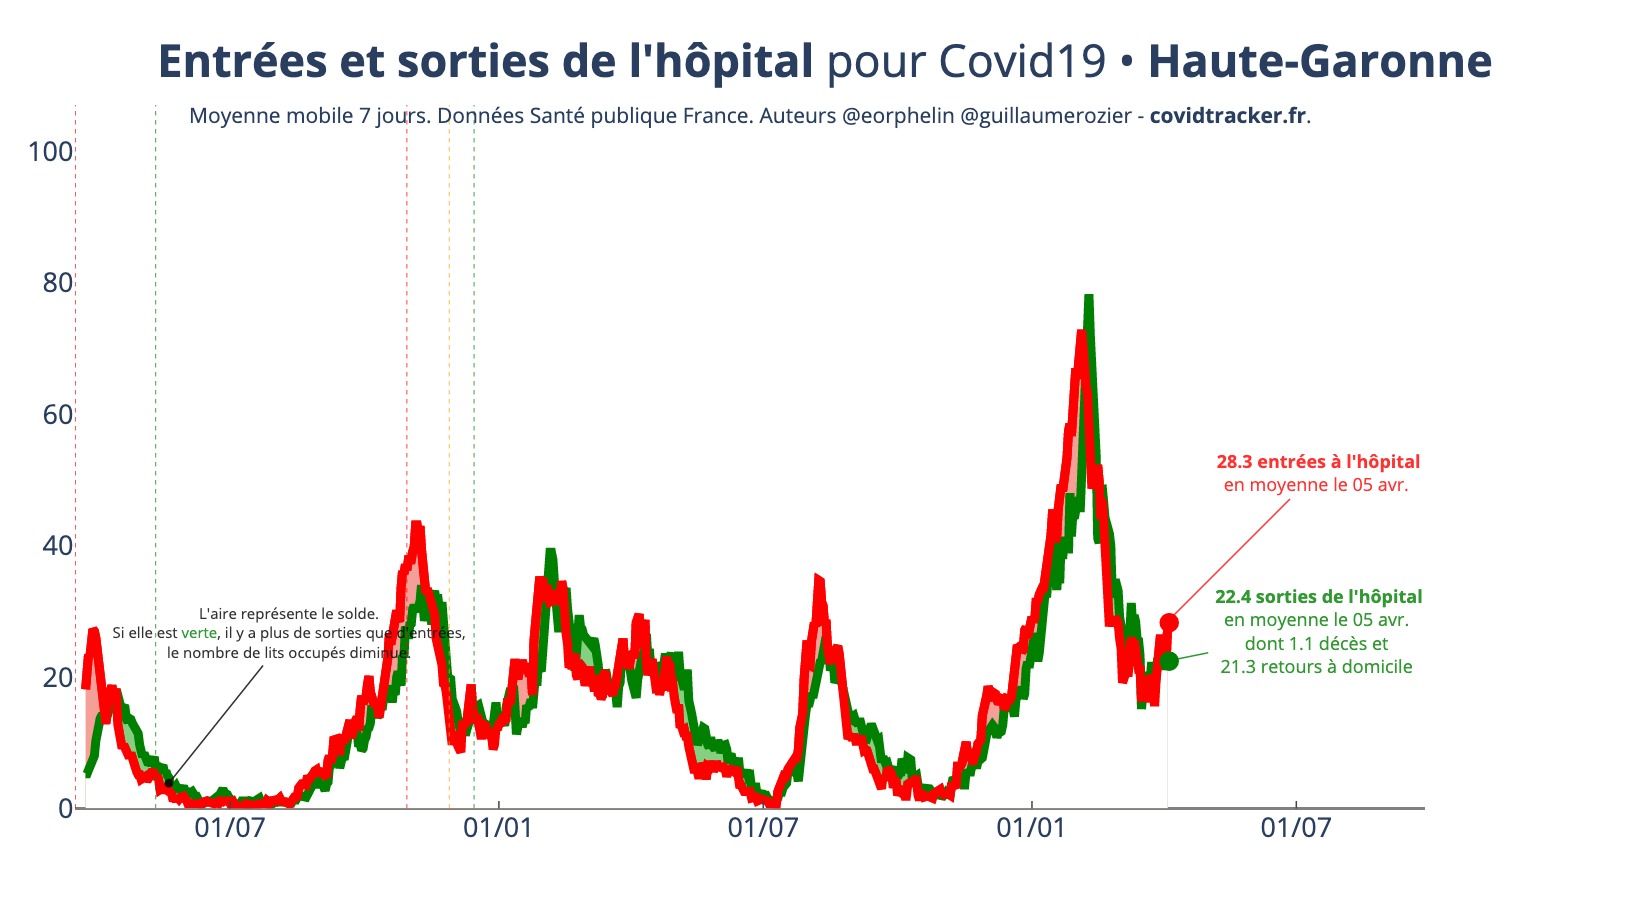 Entrées et sorties de l'hôpital pour Covid19 • Haute-Garonne
Moyenne mobile 7 jours. Données Santé publique France. Auteurs @eorphelin @guillaumerozier - covidtracker.fr.
100
80
60
40
20
0
28.3 entrées à l'hôpital
en moyenne le 05 avr.
22.4 sorties de l'hôpital
en moyenne le 05 avr.
dont 1.1 décès et
21.3 retours à domicile
L'aire représente le solde.
Si elle est verte, il y a plus de sorties que d'entrées,
le nombre de lits occupés diminue.
01/07
01/01
01/07
01/01
01/07